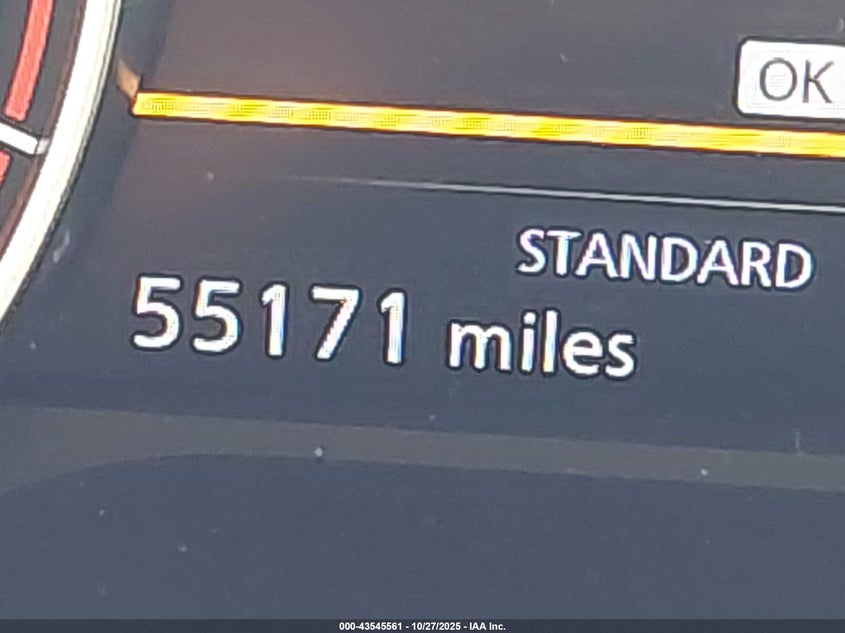 OK
STANDARD
55171 miles
000-43545561 - 10/27/2025 - IAA Inc.